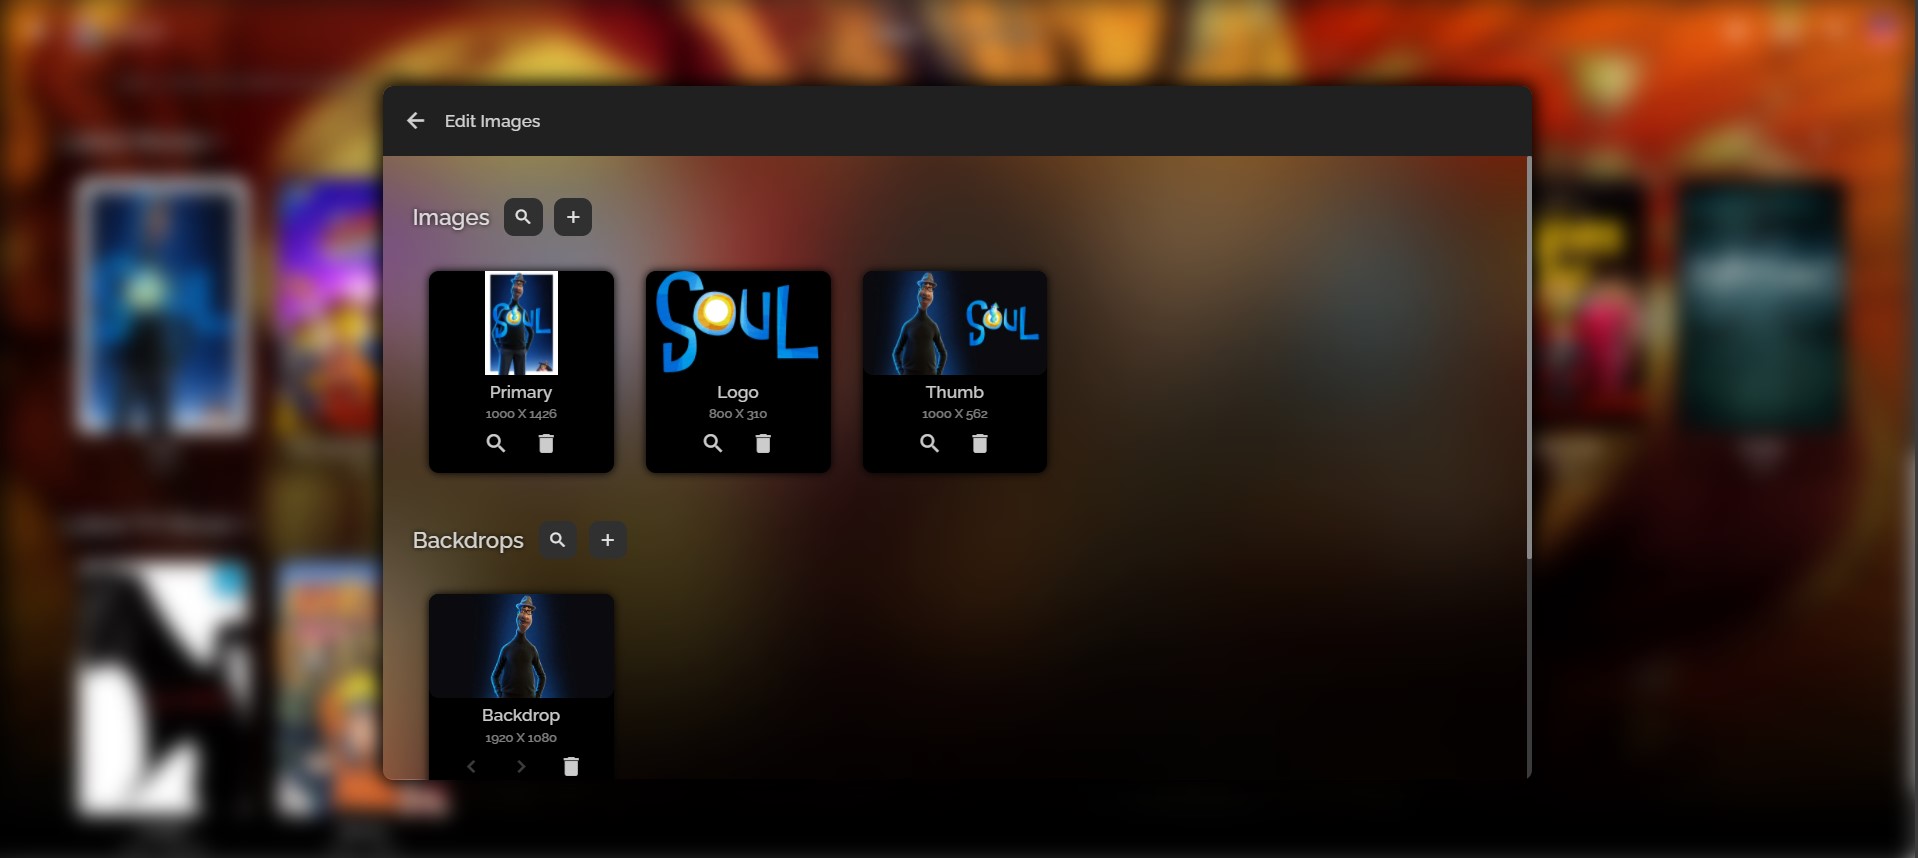 Edit Images
Images
SOUL
Primary
1000 X 1426
SOUL
Logo
800 X 310
SOUL
Thumb
1000 X 562
Backdrops
Backdrop
1920 X 1080